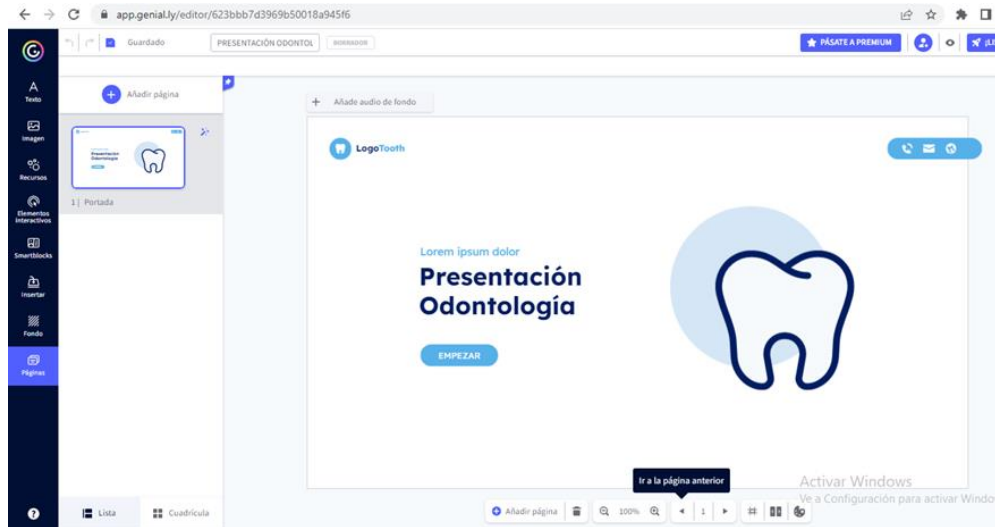 app.genial.ly/editor/623bbb7d3969b50018a945f6
Guardado
PRESENTACIÓN ODONTOL
BORRADOR
PÁSATE A PREMIUM
Texto
Imagen
Recursos
Elementos
interactivos
Smartblocks
Insertar
Fondo
Páginas
Añadir página
1| Portada
Lista
Cuadrícula
Añade audio de fondo
LogoTooth
Lorem ipsum dolor
Presentación
Odontología
EMPEZAR
Ir a la página anterior
Añadir página
100%
1
Activar Windows
Ve a Configuración para activar Windo